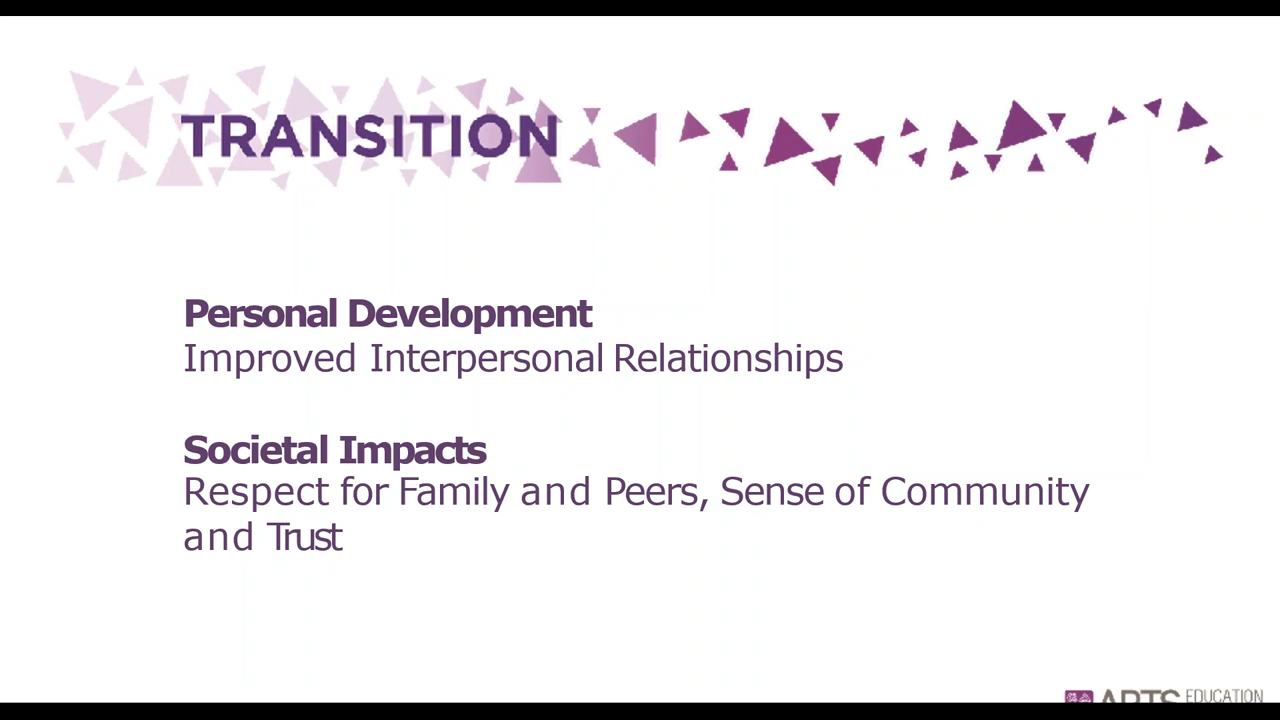 TRANSITION
Personal Development
Improved Interpersonal Relationships
Societal Impacts
Respect for Family and Peers, Sense of Community
and Trust
ARTS EDUCATION